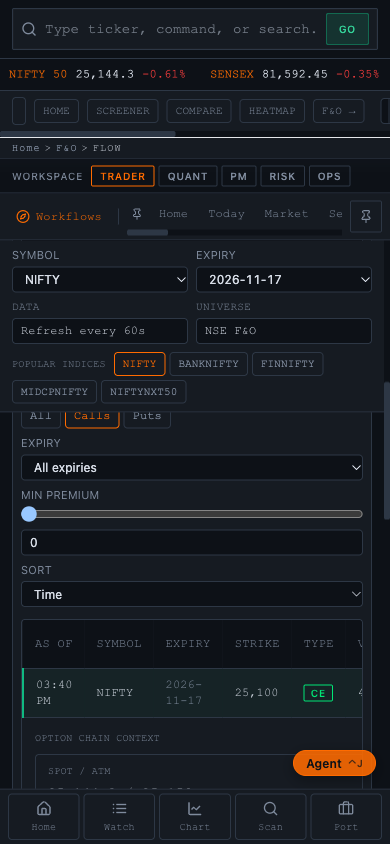 Type ticker, command, or search. GO
NIFTY 50 25,144.3 -0.61% SENSEX 81,592.45 -0.35%
HOME SCREENER COMPARE HEATMAP F&O →
Home > F&O > FLOW
WORKSPACE TRADER QUANT PM RISK OPS
Workflows Home Today Market Se
SYMBOL EXPIRY
NIFTY 2026-11-17
DATA UNIVERSE
Refresh every 60s NSE F&O
POPULAR INDICES NIFTY BANKNIFTY FINNIFTY
MIDCPNIFTY NIFTYNXT50
All Calls Puts
EXPIRY
All expiries
MIN PREMIUM
0
SORT
Time
AS OF SYMBOL EXPIRY STRIKE TYPE
03:40 PM NIFTY 2026-11-17 25,100 CE
OPTION CHAIN CONTEXT
SPOT / ATM
Agent ^J
Home Watch Chart Scan Port